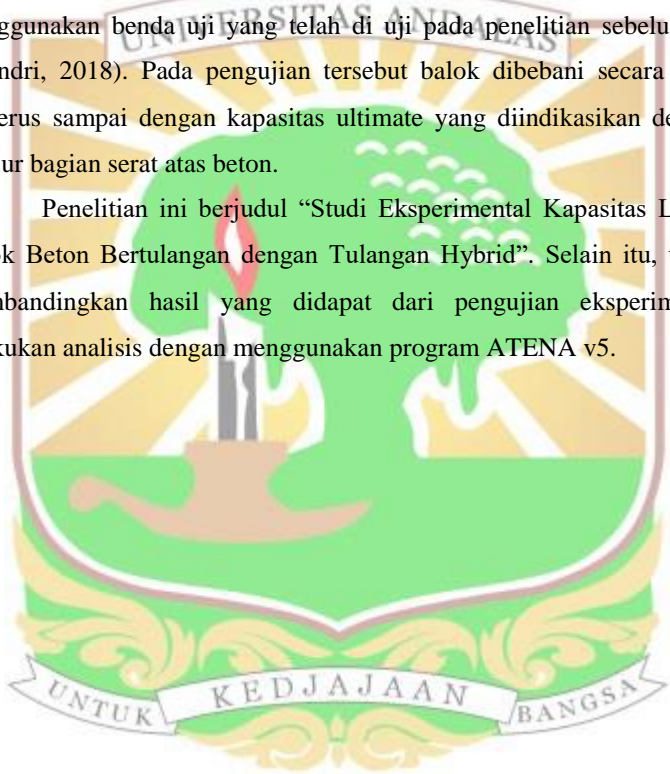 ggunakan benda uji yang telah di uji pada penelitian sebelu
UNIVERSITAS ANDALAS
ndri, 2018). Pada pengujian tersebut balok dibebani secara
erus sampai dengan kapasitas ultimate yang diindikasikan de
ur bagian serat atas beton.
Penelitian ini berjudul “Studi Eksperimental Kapasitas L
ok Beton Bertulangan dengan Tulangan Hybrid”. Selain itu,
nbandingkan hasil yang didapat dari pengujian eksperim
kukan analisis dengan menggunakan program ATENA v5.
UNTUK KEDJAJAAN BANGSA